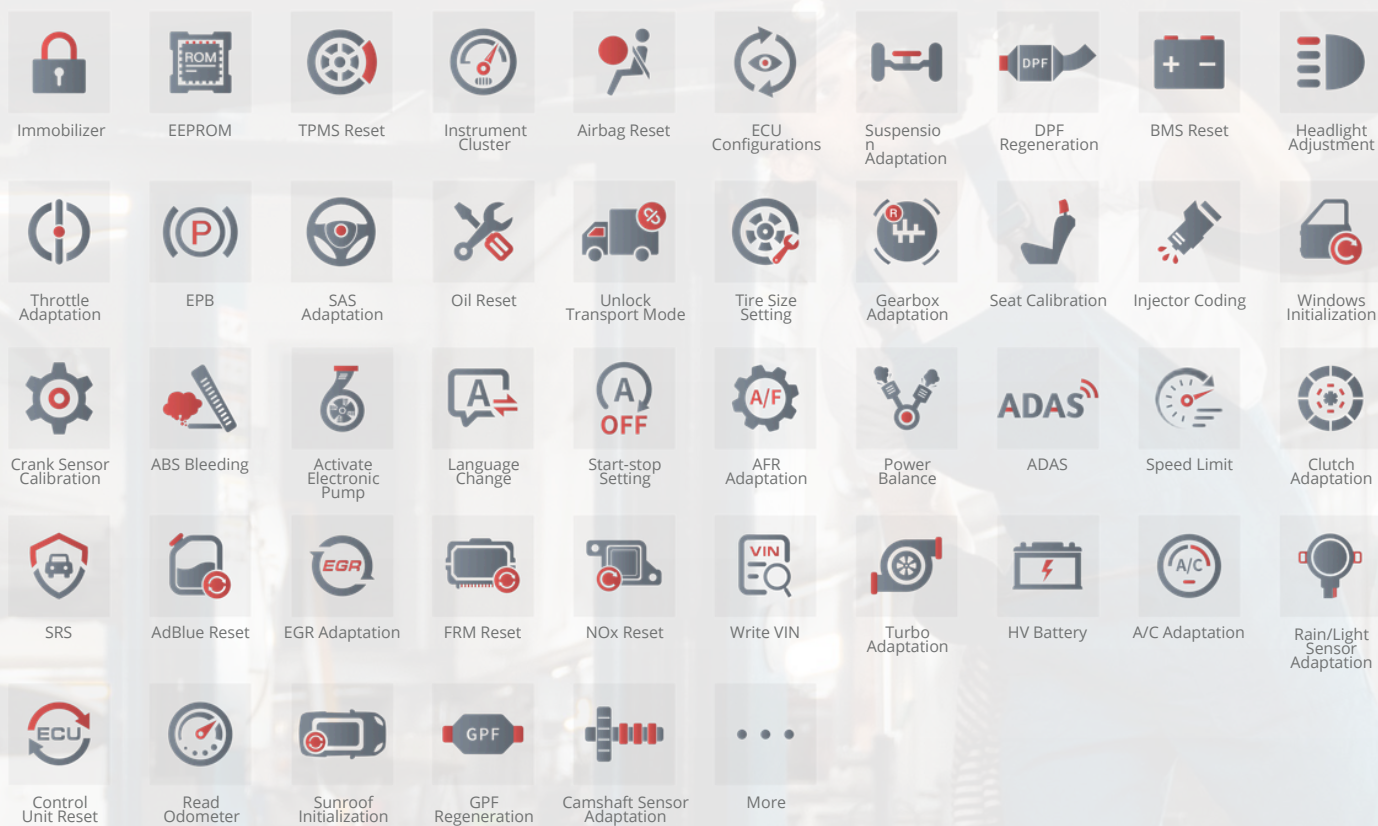 ROM
DPF
+ -
Immobilizer
EEPROM
TPMS Reset
Instrument
Cluster
Airbag Reset
ECU
Configurations
Suspensio
n
Adaptation
DPF
Regeneration
BMS Reset
Headlight
Adjustment
P
R
Throttle
Adaptation
EPB
SAS
Adaptation
Oil Reset
Unlock
Transport Mode
Tire Size
Setting
Gearbox
Adaptation
Seat Calibration
Injector Coding
Windows
Initialization
A
A
OFF
A/F
ADAS
Crank Sensor
Calibration
ABS Bleeding
Activate
Electronic
Pump
Language
Change
Start-stop
Setting
AFR
Adaptation
Power
Balance
ADAS
Speed Limit
Clutch
Adaptation
EGR
VIN
A/C
SRS
AdBlue Reset
EGR Adaptation
FRM Reset
NOx Reset
Write VIN
Turbo
Adaptation
HV Battery
A/C Adaptation
Rain/Light
Sensor
Adaptation
ECU
GPF
Control
Unit Reset
Read
Odometer
Sunroof
Initialization
GPF
Regeneration
Camshaft Sensor
Adaptation
More